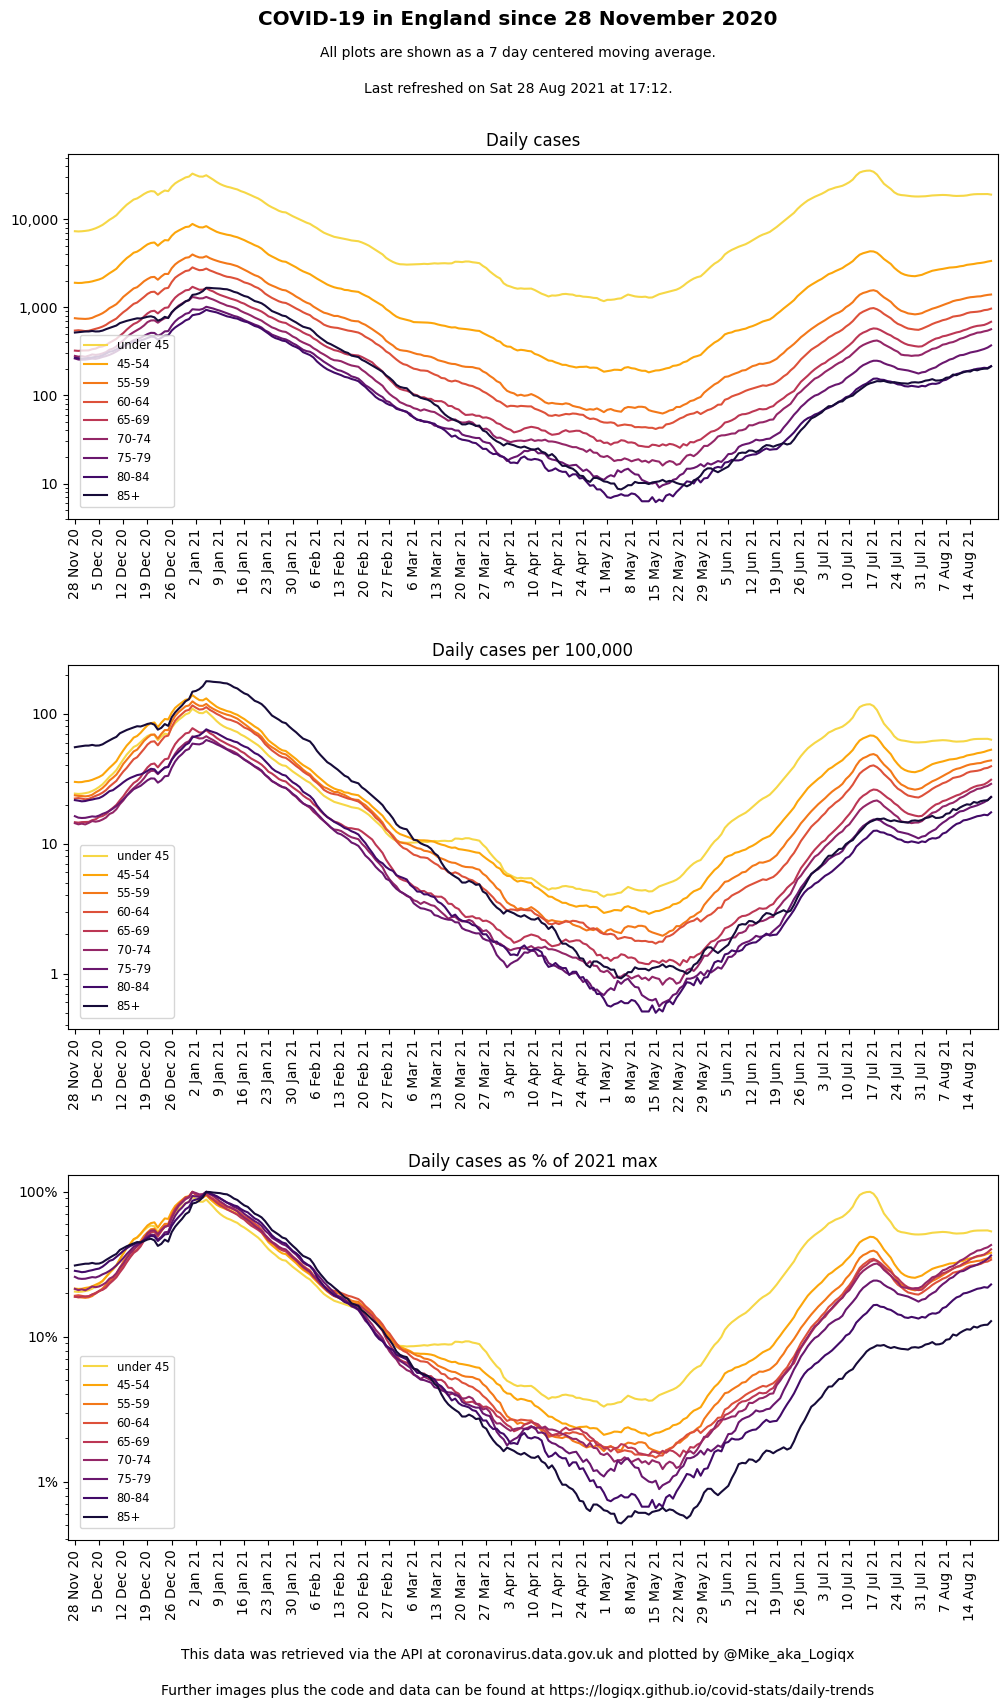 COVID-19 in England since 28 November 2020
All plots are shown as a 7 day centered moving average.
Last refreshed on Sat 28 Aug 2021 at 17:12.
Daily cases
10,000
1,000
100
10
under 45
45-54
55-59
60-64
65-69
70-74
75-79
80-84
85+
28 Nov 20
5 Dec 20
12 Dec 20
19 Dec 20
26 Dec 20
2 Jan 21
9 Jan 21
16 Jan 21
23 Jan 21
30 Jan 21
6 Feb 21
13 Feb 21
20 Feb 21
27 Feb 21
6 Mar 21
13 Mar 21
20 Mar 21
27 Mar 21
3 Apr 21
10 Apr 21
17 Apr 21
24 Apr 21
1 May 21
8 May 21
15 May 21
22 May 21
29 May 21
5 Jun 21
12 Jun 21
19 Jun 21
26 Jun 21
3 Jul 21
10 Jul 21
17 Jul 21
24 Jul 21
31 Jul 21
7 Aug 21
14 Aug 21
Daily cases per 100,000
100
10
1
under 45
45-54
55-59
60-64
65-69
70-74
75-79
80-84
85+
28 Nov 20
5 Dec 20
12 Dec 20
19 Dec 20
26 Dec 20
2 Jan 21
9 Jan 21
16 Jan 21
23 Jan 21
30 Jan 21
6 Feb 21
13 Feb 21
20 Feb 21
27 Feb 21
6 Mar 21
13 Mar 21
20 Mar 21
27 Mar 21
3 Apr 21
10 Apr 21
17 Apr 21
24 Apr 21
1 May 21
8 May 21
15 May 21
22 May 21
29 May 21
5 Jun 21
12 Jun 21
19 Jun 21
26 Jun 21
3 Jul 21
10 Jul 21
17 Jul 21
24 Jul 21
31 Jul 21
7 Aug 21
14 Aug 21
Daily cases as % of 2021 max
100%
10%
1%
under 45
45-54
55-59
60-64
65-69
70-74
75-79
80-84
85+
28 Nov 20
5 Dec 20
12 Dec 20
19 Dec 20
26 Dec 20
2 Jan 21
9 Jan 21
16 Jan 21
23 Jan 21
30 Jan 21
6 Feb 21
13 Feb 21
20 Feb 21
27 Feb 21
6 Mar 21
13 Mar 21
20 Mar 21
27 Mar 21
3 Apr 21
10 Apr 21
17 Apr 21
24 Apr 21
1 May 21
8 May 21
15 May 21
22 May 21
29 May 21
5 Jun 21
12 Jun 21
19 Jun 21
26 Jun 21
3 Jul 21
10 Jul 21
17 Jul 21
24 Jul 21
31 Jul 21
7 Aug 21
14 Aug 21
This data was retrieved via the API at coronavirus.data.gov.uk and plotted by @Mike_aka_Logiqx
Further images plus the code and data can be found at https://logiqx.github.io/covid-stats/daily-trends